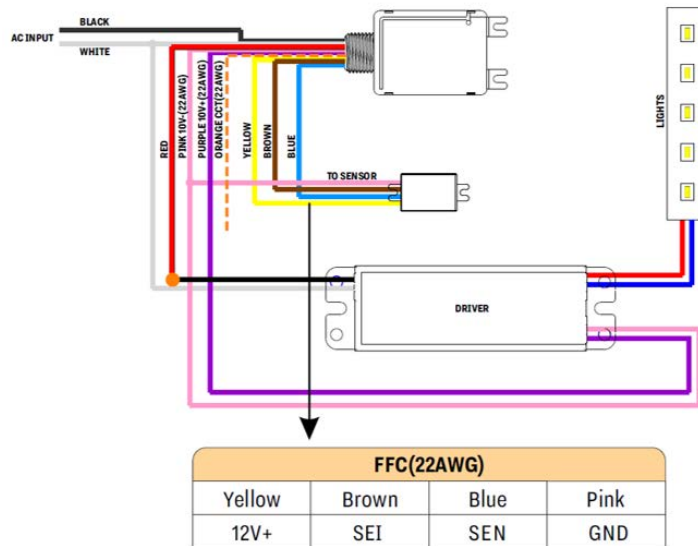 BLACK
AC INPUT
WHITE
RED
PINK 10V-(22AWG)
PURPLE 10V+(22AWG)
ORANGE CCT(22AWG)
YELLOW
BROWN
BLUE
LIGHTS
TO SENSOR
DRIVER
FFC(22AWG)
Yellow Brown Blue Pink
12V+ SEI SEN GND